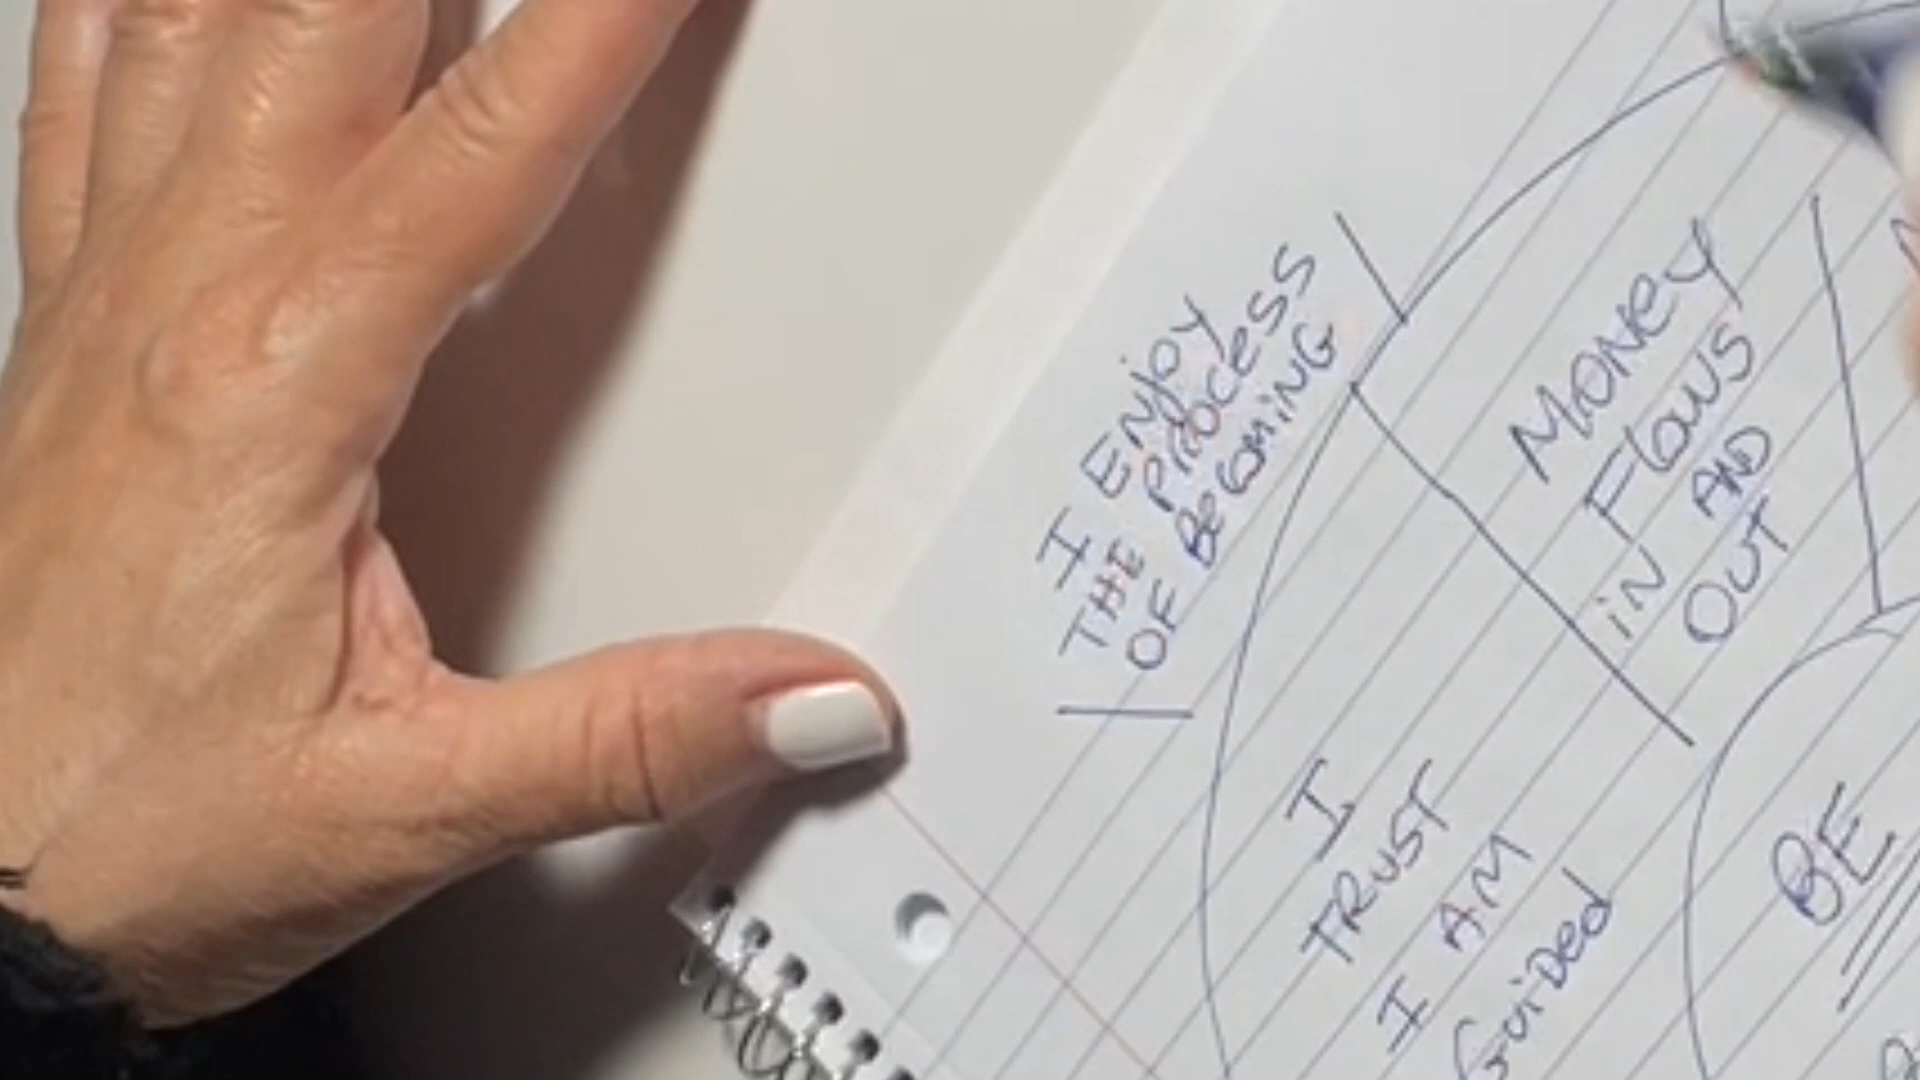 I ENJOY
THE PROCESS
OF BECOMING
MONEY
FLOWS
IN AND
OUT
I
TRUST
I AM
GUIDED
BE